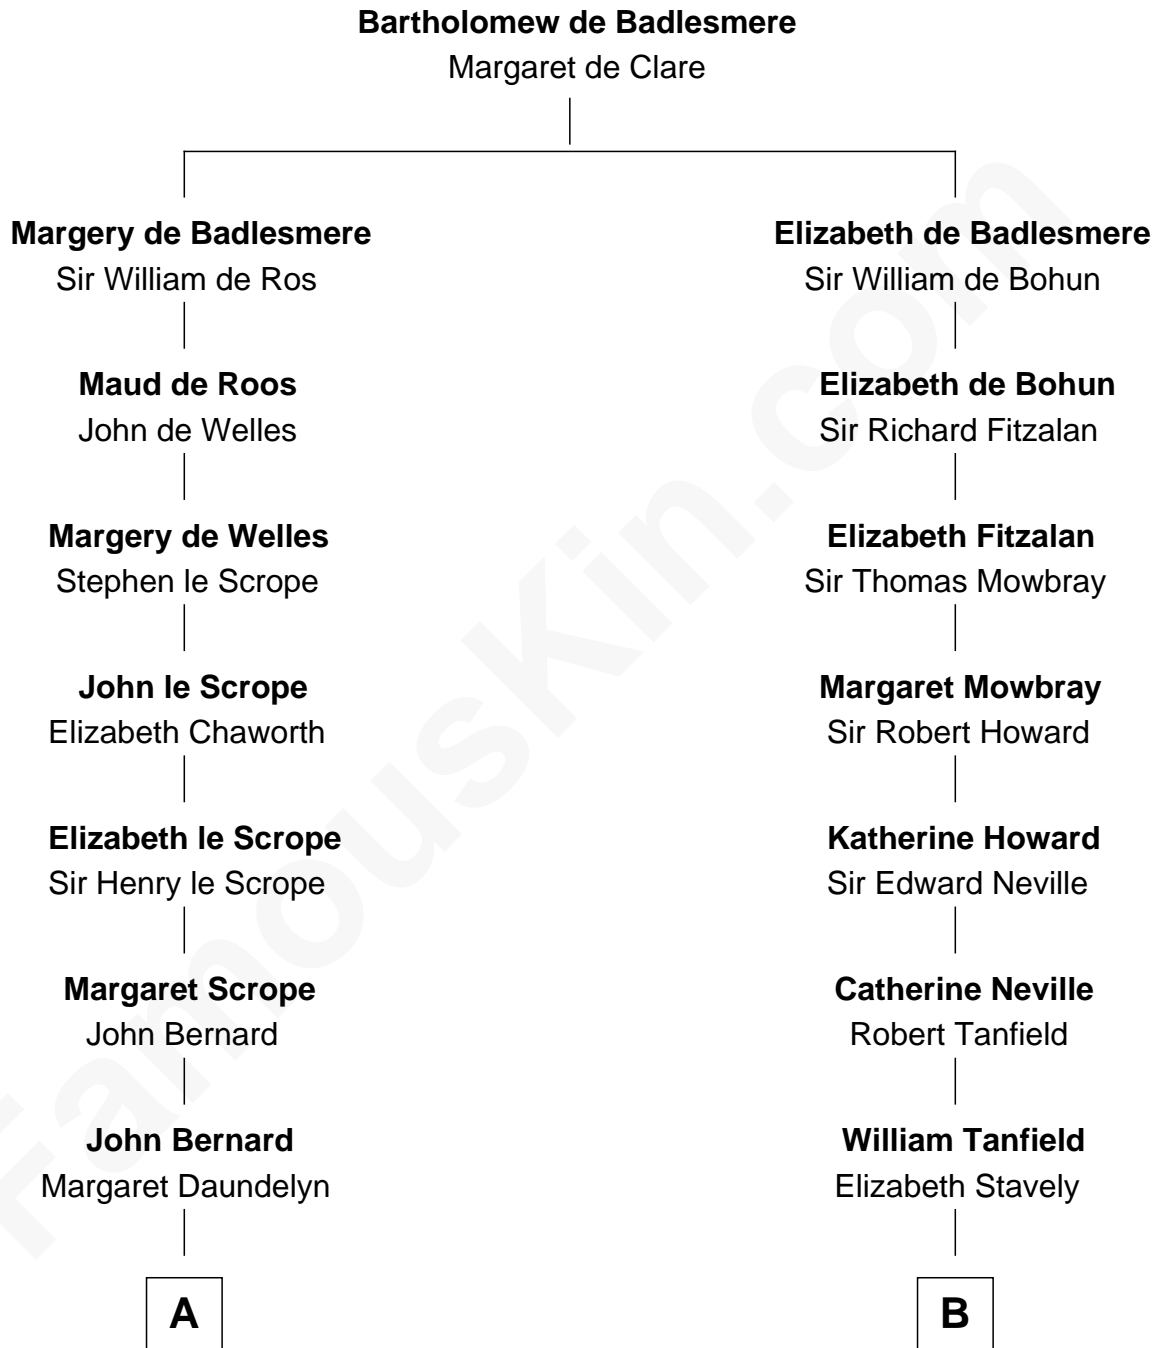 Bartholomew de Badlesmere
Margaret de Clare
Margery de Badlesmere
Sir William de Ros
Elizabeth de Badlesmere
Sir William de Bohun
Maud de Roos
John de Welles
Elizabeth de Bohun
Sir Richard Fitzalan
Margery de Welles
Stephen le Scrope
Elizabeth Fitzalan
Sir Thomas Mowbray
John le Scrope
Elizabeth Chaworth
Margaret Mowbray
Sir Robert Howard
Elizabeth le Scrope
Sir Henry le Scrope
Katherine Howard
Sir Edward Neville
Margaret Scrope
John Bernard
Catherine Neville
Robert Tanfield
John Bernard
Margaret Daundelyn
William Tanfield
Elizabeth Stavely
A
B
FamousKin.com